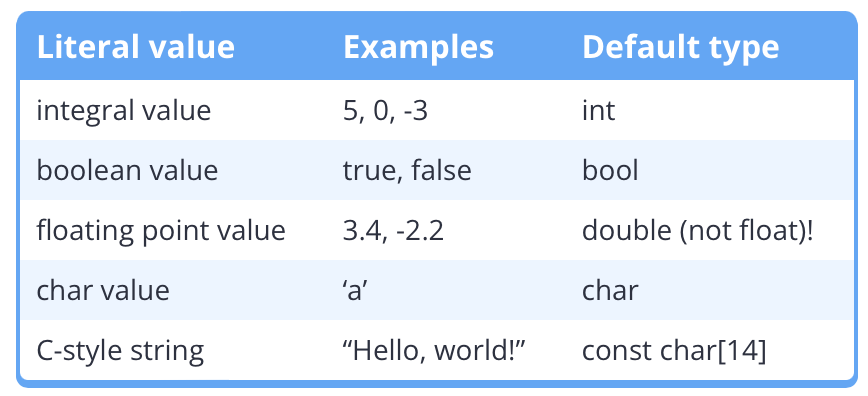 Literal value Examples Default type
integral value 5, 0, -3 int
boolean value true, false bool
floating point value 3.4, -2.2 double (not float)!
char value ‘a’ char
C-style string “Hello, world!” const char[14]